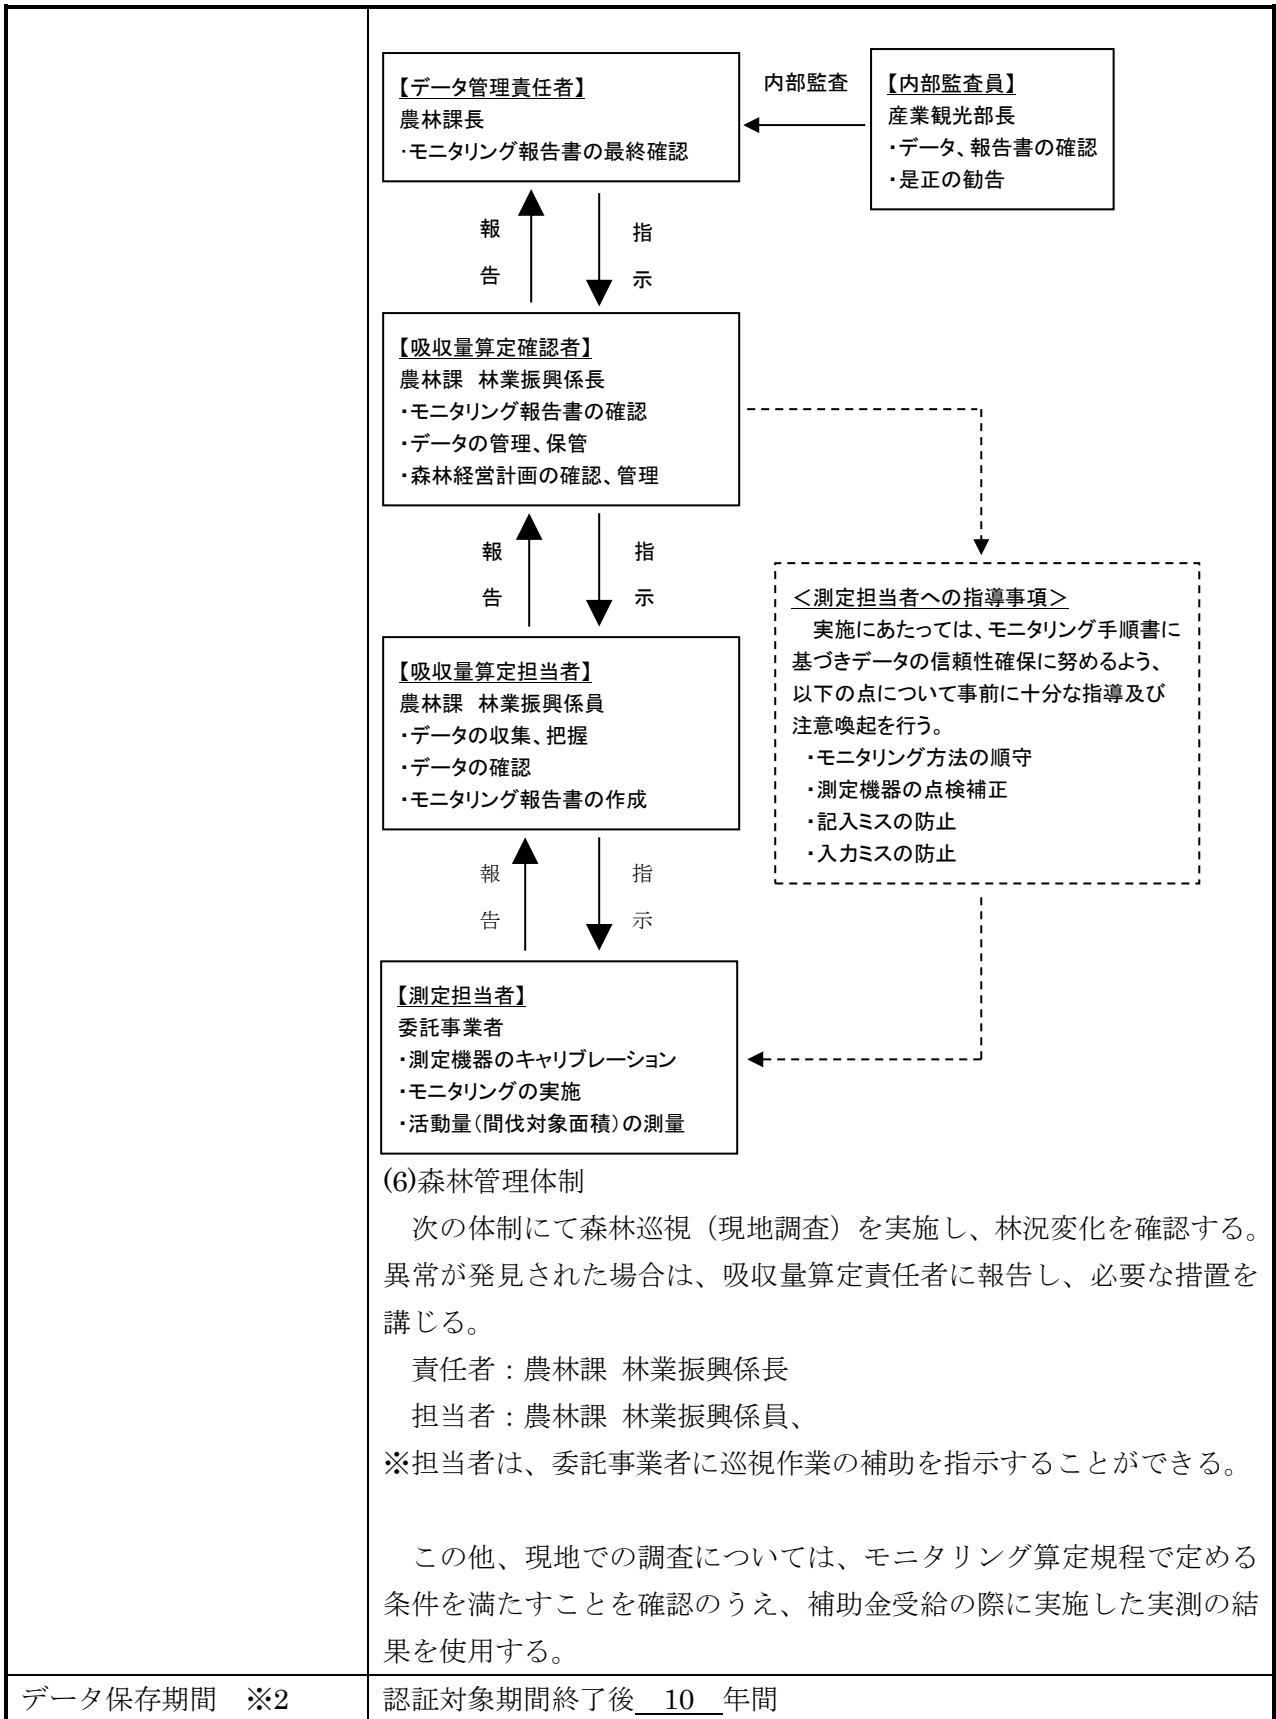 【データ管理責任者】
農林課長
・モニタリング報告書の最終確認
内部監査
【内部監査員】
産業観光部長
・データ、報告書の確認
・是正の勧告
報
告
指
示
【吸収量算定確認者】
農林課 林業振興係長
・モニタリング報告書の確認
・データの管理、保管
・森林経営計画の確認、管理
報
告
指
示
【吸収量算定担当者】
農林課 林業振興係員
・データの収集、把握
・データの確認
・モニタリング報告書の作成
＜測定担当者への指導事項＞
実施にあたっては、モニタリング手順書に
基づきデータの信頼性確保に努めるよう、
以下の点について事前に十分な指導及び
注意喚起を行う。
・モニタリング方法の順守
・測定機器の点検補正
・記入ミスの防止
・入力ミスの防止
報
告
指
示
【測定担当者】
委託事業者
・測定機器のキャリブレーション
・モニタリングの実施
・活動量（間伐対象面積）の測量
(6)森林管理体制
次の体制にて森林巡視（現地調査）を実施し、林況変化を確認する。
異常が発見された場合は、吸収量算定責任者に報告し、必要な措置を
講じる。
責任者：農林課 林業振興係長
担当者：農林課 林業振興係員、
※担当者は、委託事業者に巡視作業の補助を指示することができる。
この他、現地での調査については、モニタリング算定規程で定める
条件を満たすことを確認のうえ、補助金受給の際に実施した実測の結
果を使用する。
データ保存期間　※2
認証対象期間終了後　10　年間